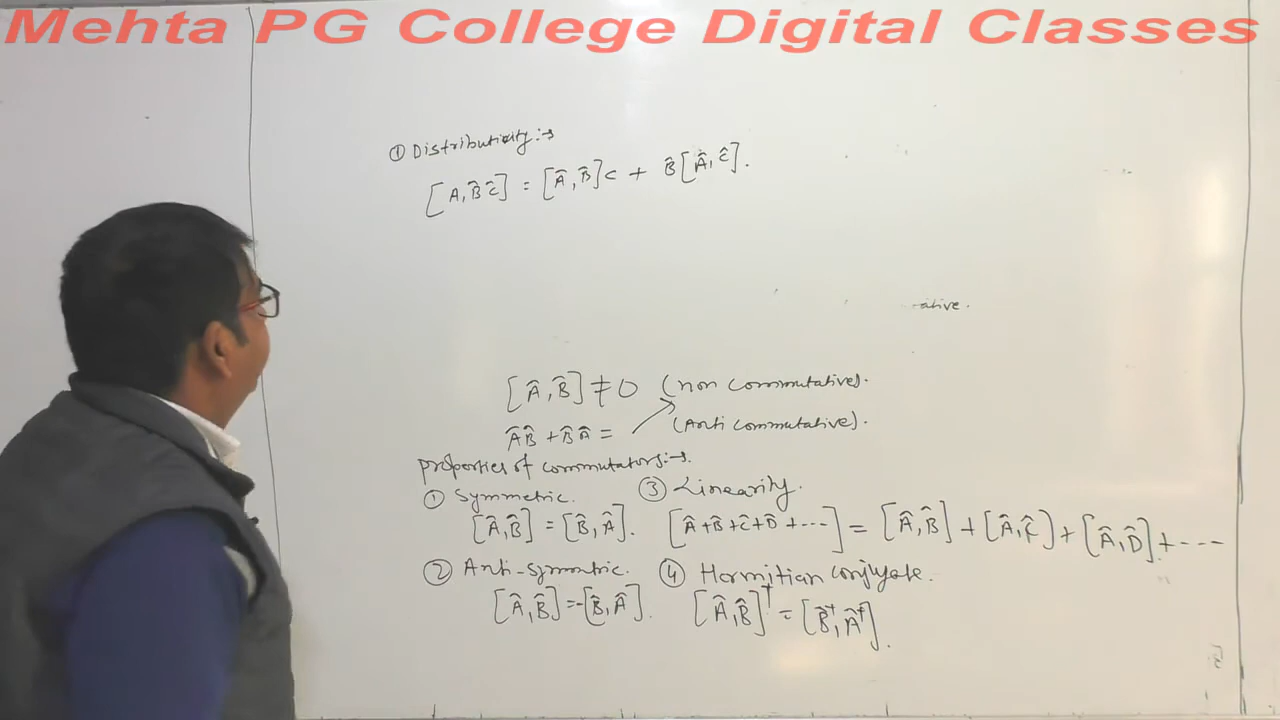 Mehta PG College Digital Classes
① Distributivity:→
[A, B̂Ĉ] = [Â, B̂]C + B̂[Â, Ĉ].
ative.
[Â, B̂] ≠ 0 (non commutative).
ÂB̂ + B̂Â = (Anti commutative).
properties of commutators:→.
① Symmetric.
[Â, B̂] = [B̂, Â].
② Anti-symmetric.
[Â, B̂] = -[B̂, Â].
③ Linearity.
[Â+B̂+Ĉ+D̂+---] = [Â, B̂] + [Â, Ĉ] + [Â, D̂] + ---
④ Hermitian conjugate.
[Â, B̂]† = [B̂†, Â†].